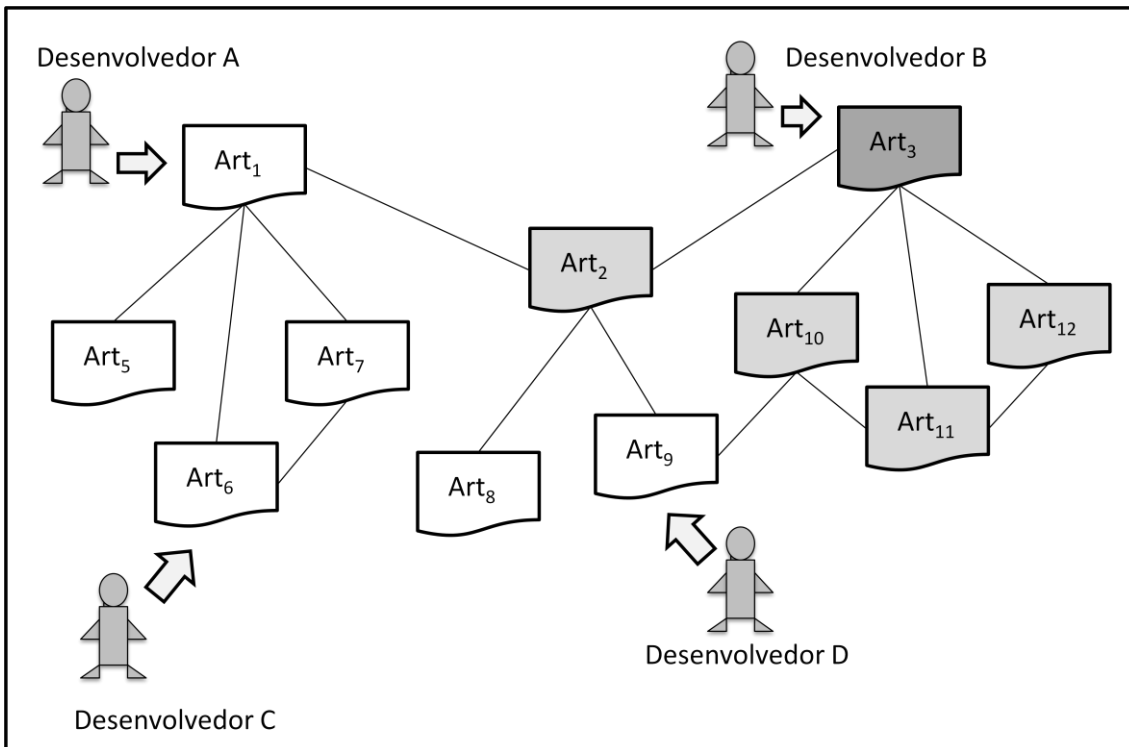 Desenvolvedor A
Desenvolvedor B
Art₁
Art₃
Art₂
Art₅
Art₇
Art₁₀
Art₁₂
Art₆
Art₈
Art₉
Art₁₁
Desenvolvedor C
Desenvolvedor D